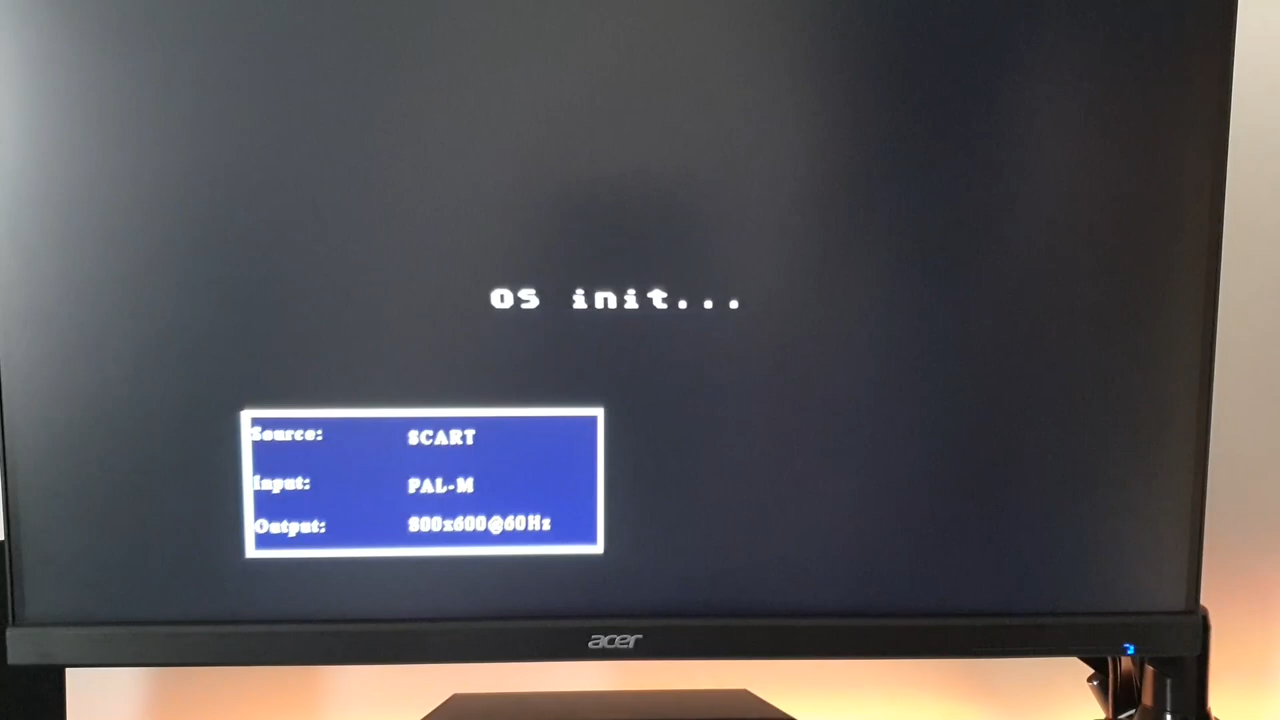 OS init...
Source: SCART
Input: PAL-M
Output: 800x600@60Hz
acer